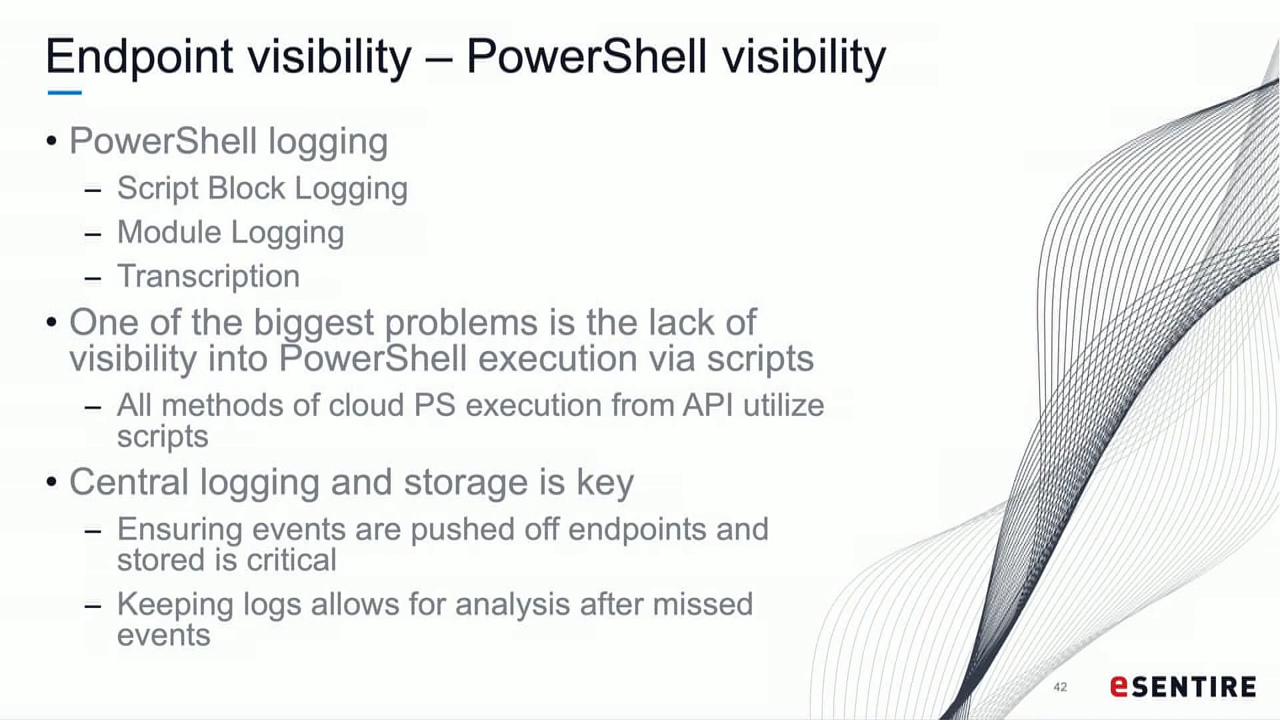 Endpoint visibility – PowerShell visibility
• PowerShell logging
– Script Block Logging
– Module Logging
– Transcription
• One of the biggest problems is the lack of
visibility into PowerShell execution via scripts
– All methods of cloud PS execution from API utilize
scripts
• Central logging and storage is key
– Ensuring events are pushed off endpoints and
stored is critical
– Keeping logs allows for analysis after missed
events
42
eSENTIRE